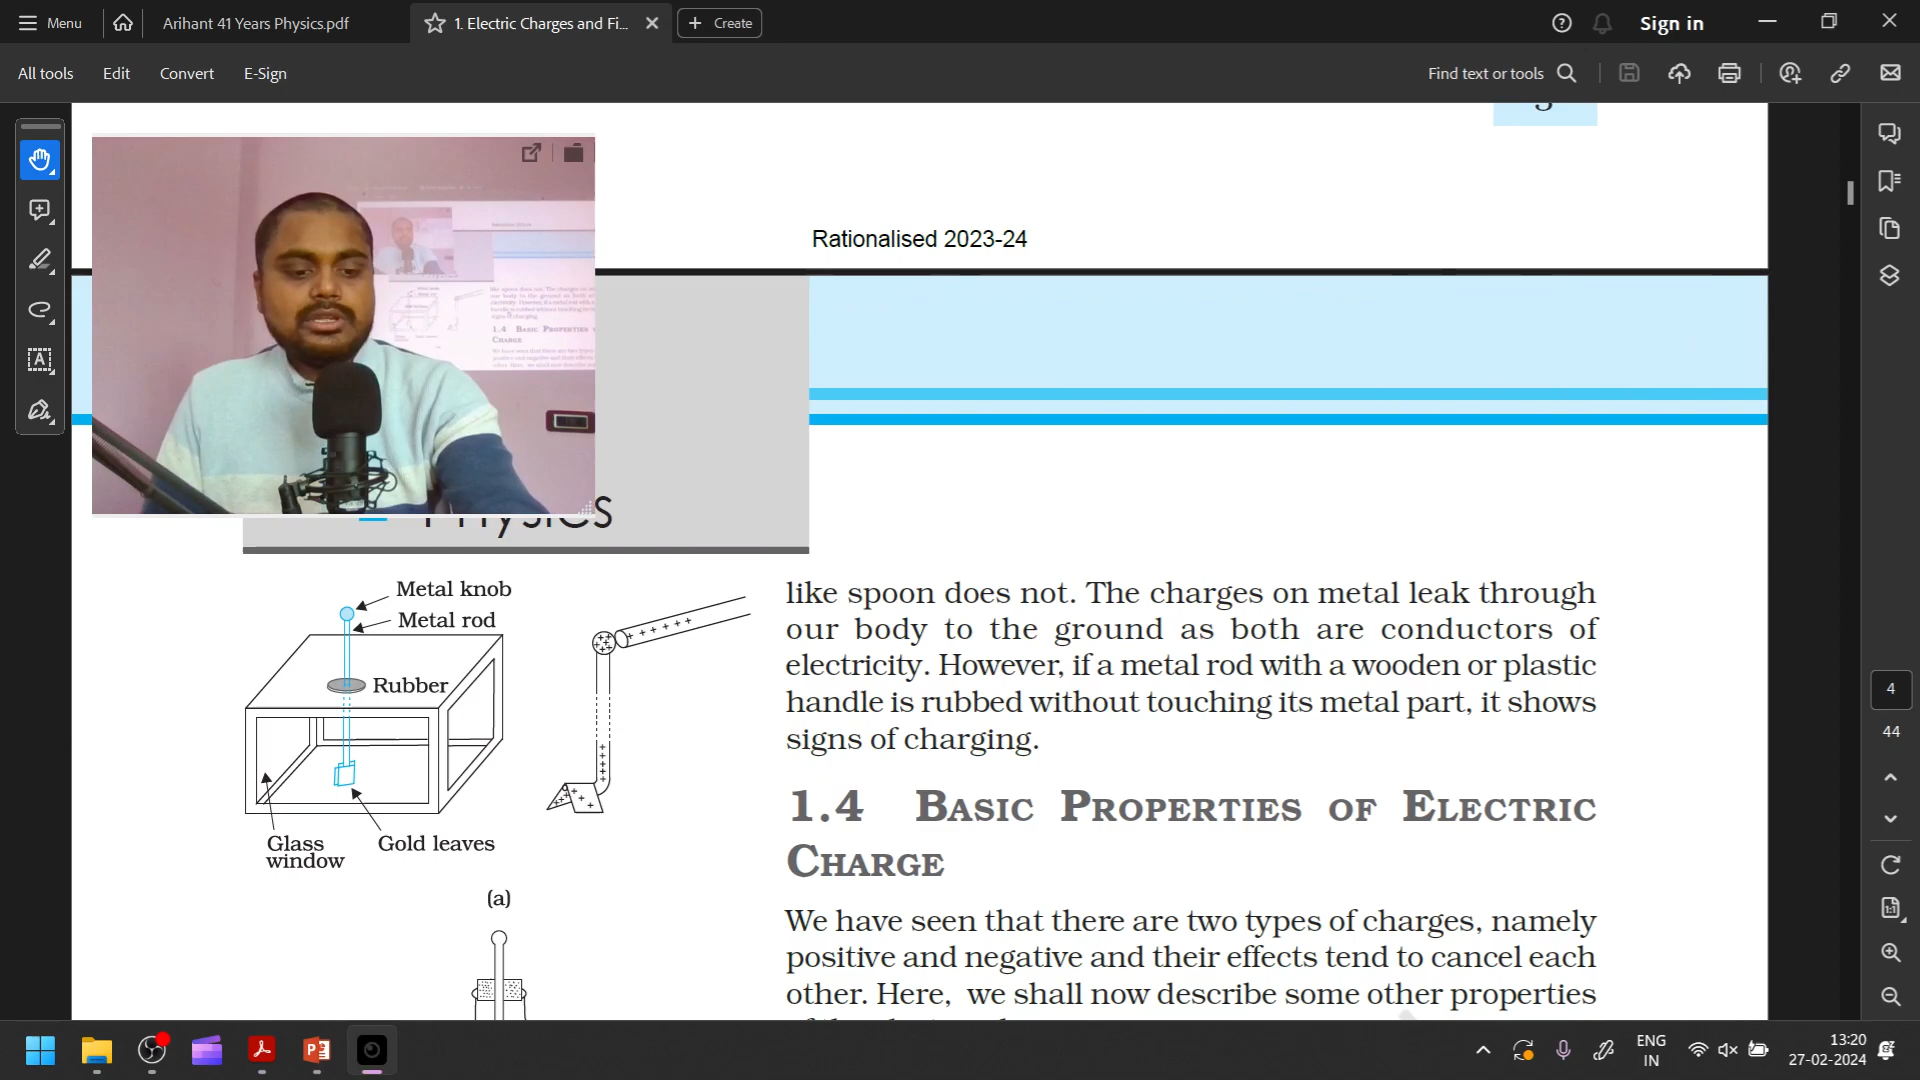 Menu
Arihant 41 Years Physics.pdf
1. Electric Charges and Fi...
Create
Sign in
All tools
Edit
Convert
E-Sign
Find text or tools
Rationalised 2023-24
Physics
Metal knob
Metal rod
Rubber
Glass
window
Gold leaves
(a)
like spoon does not. The charges on metal leak through
our body to the ground as both are conductors of
electricity. However, if a metal rod with a wooden or plastic
handle is rubbed without touching its metal part, it shows
signs of charging.
1.4 BASIC PROPERTIES OF ELECTRIC
CHARGE
We have seen that there are two types of charges, namely
positive and negative and their effects tend to cancel each
other. Here, we shall now describe some other properties
4
44
ENG
IN
13:20
27-02-2024